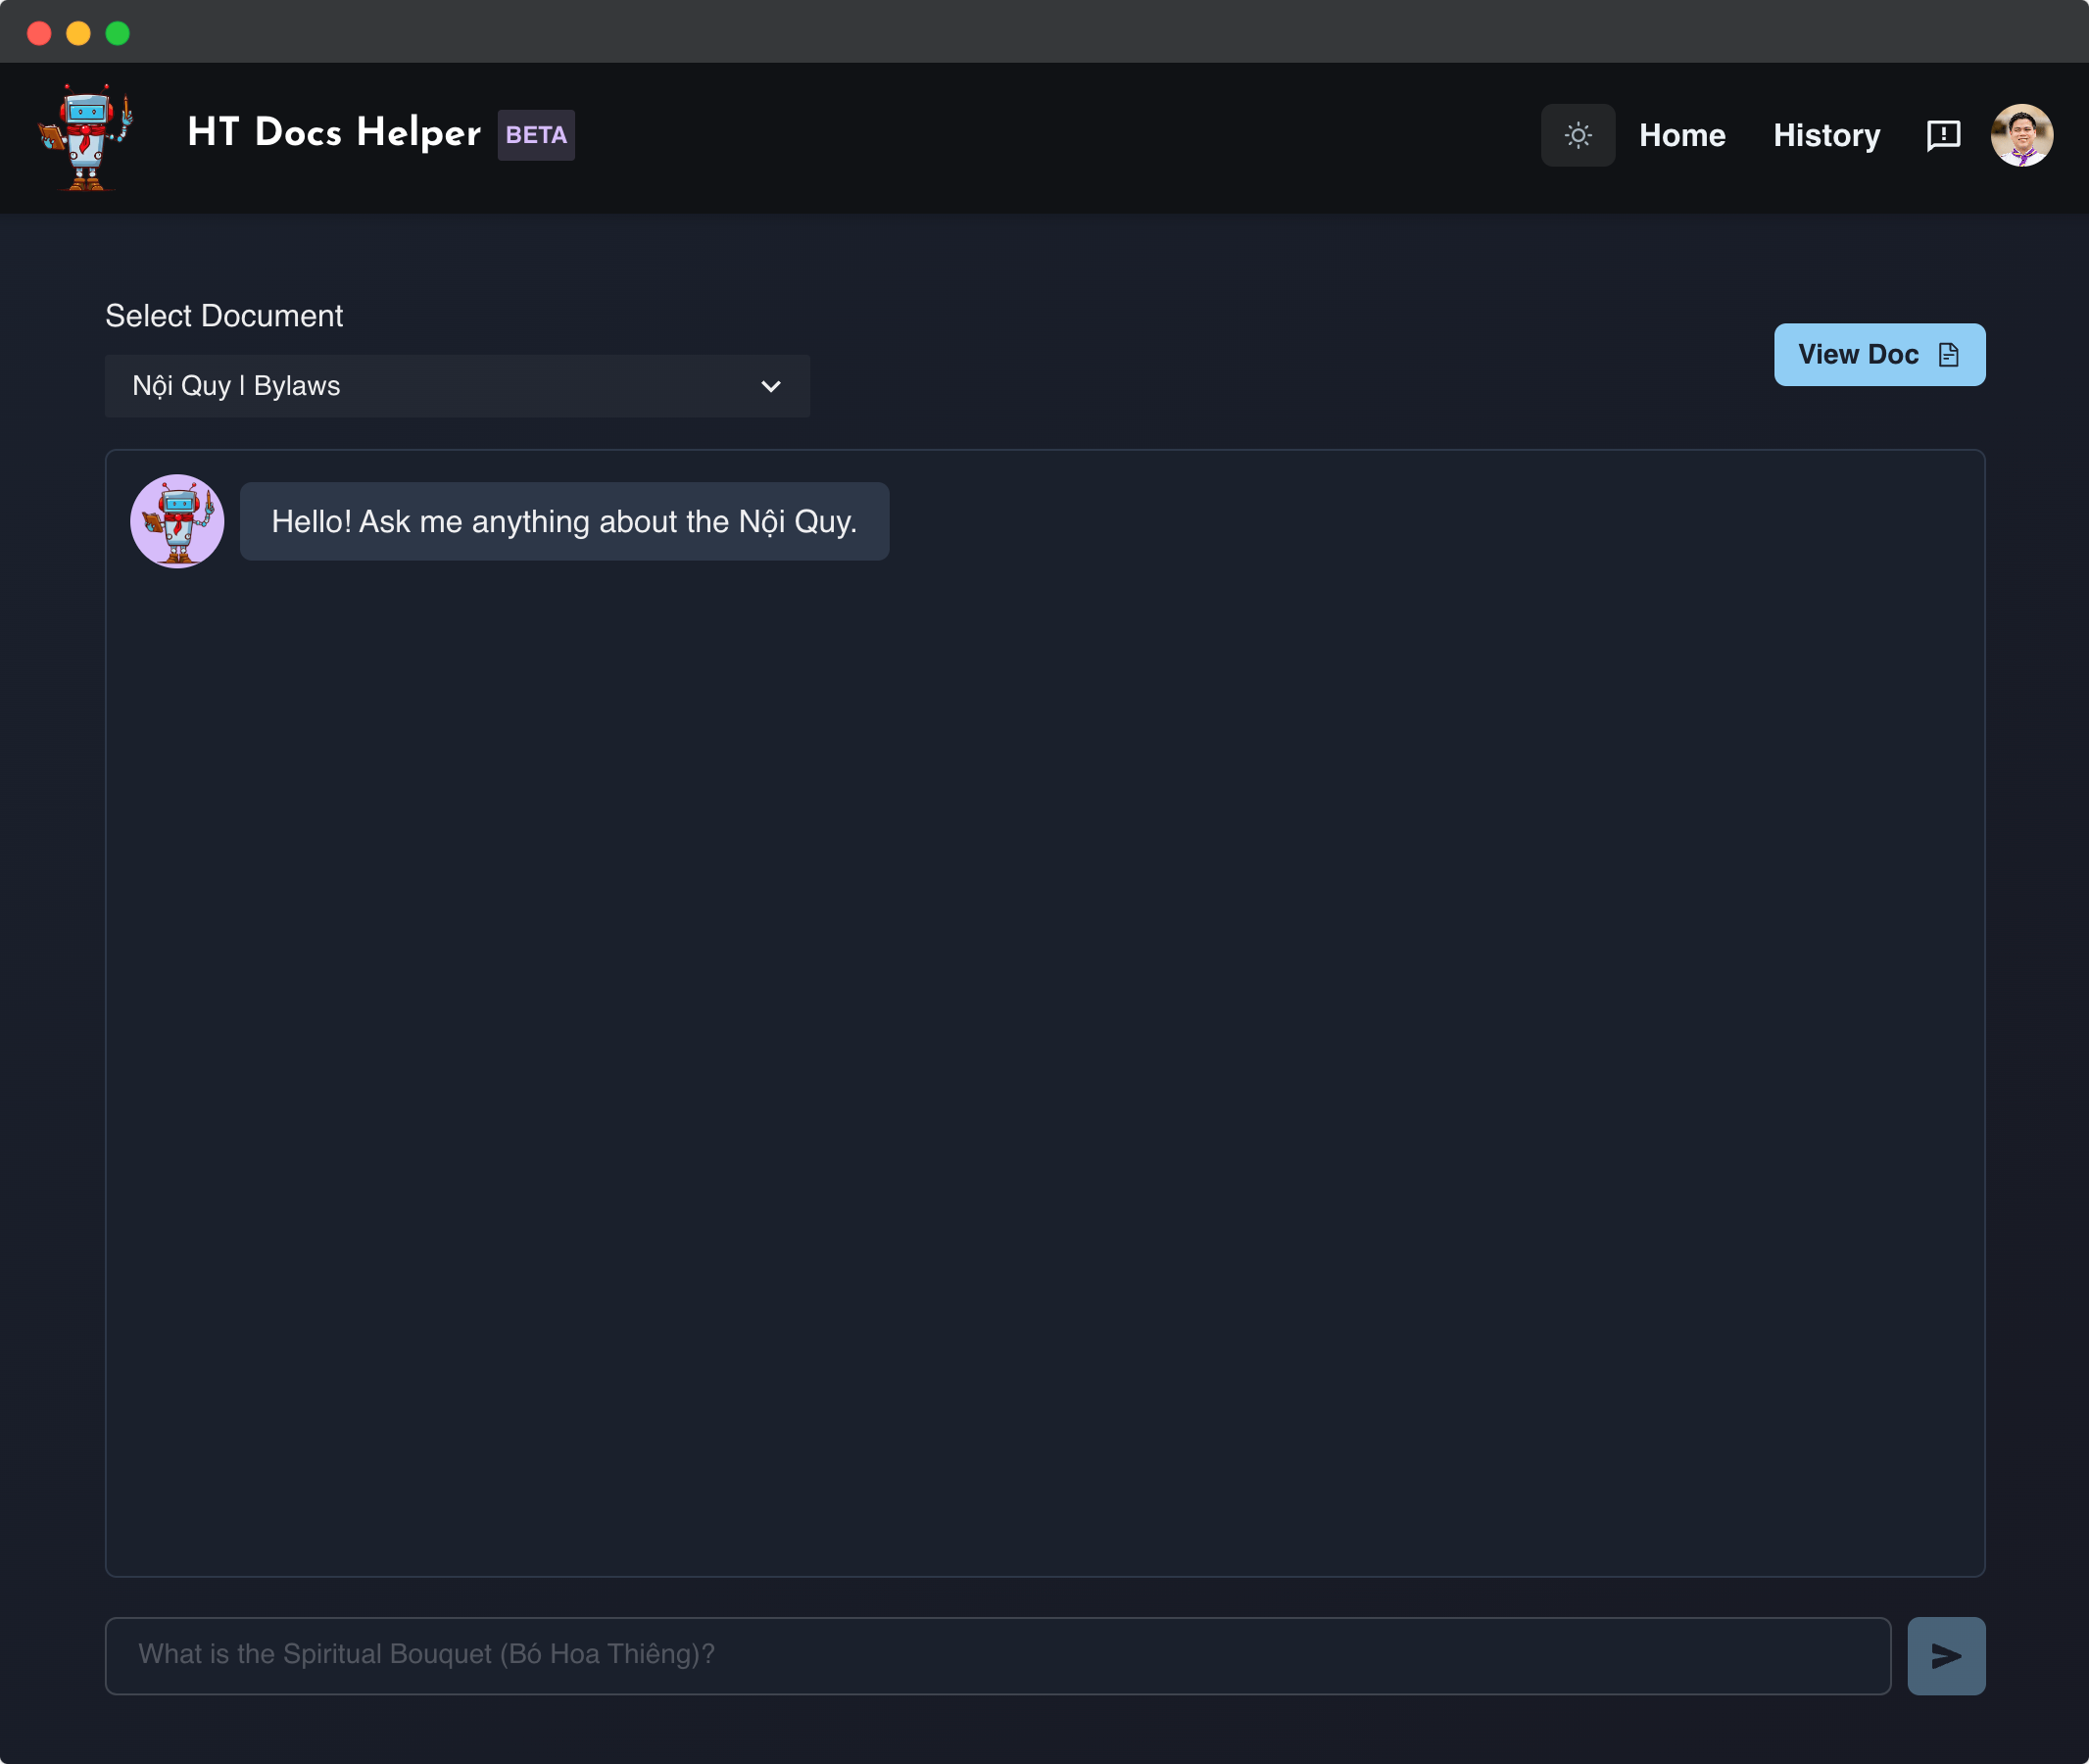 HT Docs Helper BETA
Home History
Select Document
View Doc
Nội Quy | Bylaws
Hello! Ask me anything about the Nội Quy.
What is the Spiritual Bouquet (Bó Hoa Thiêng)?